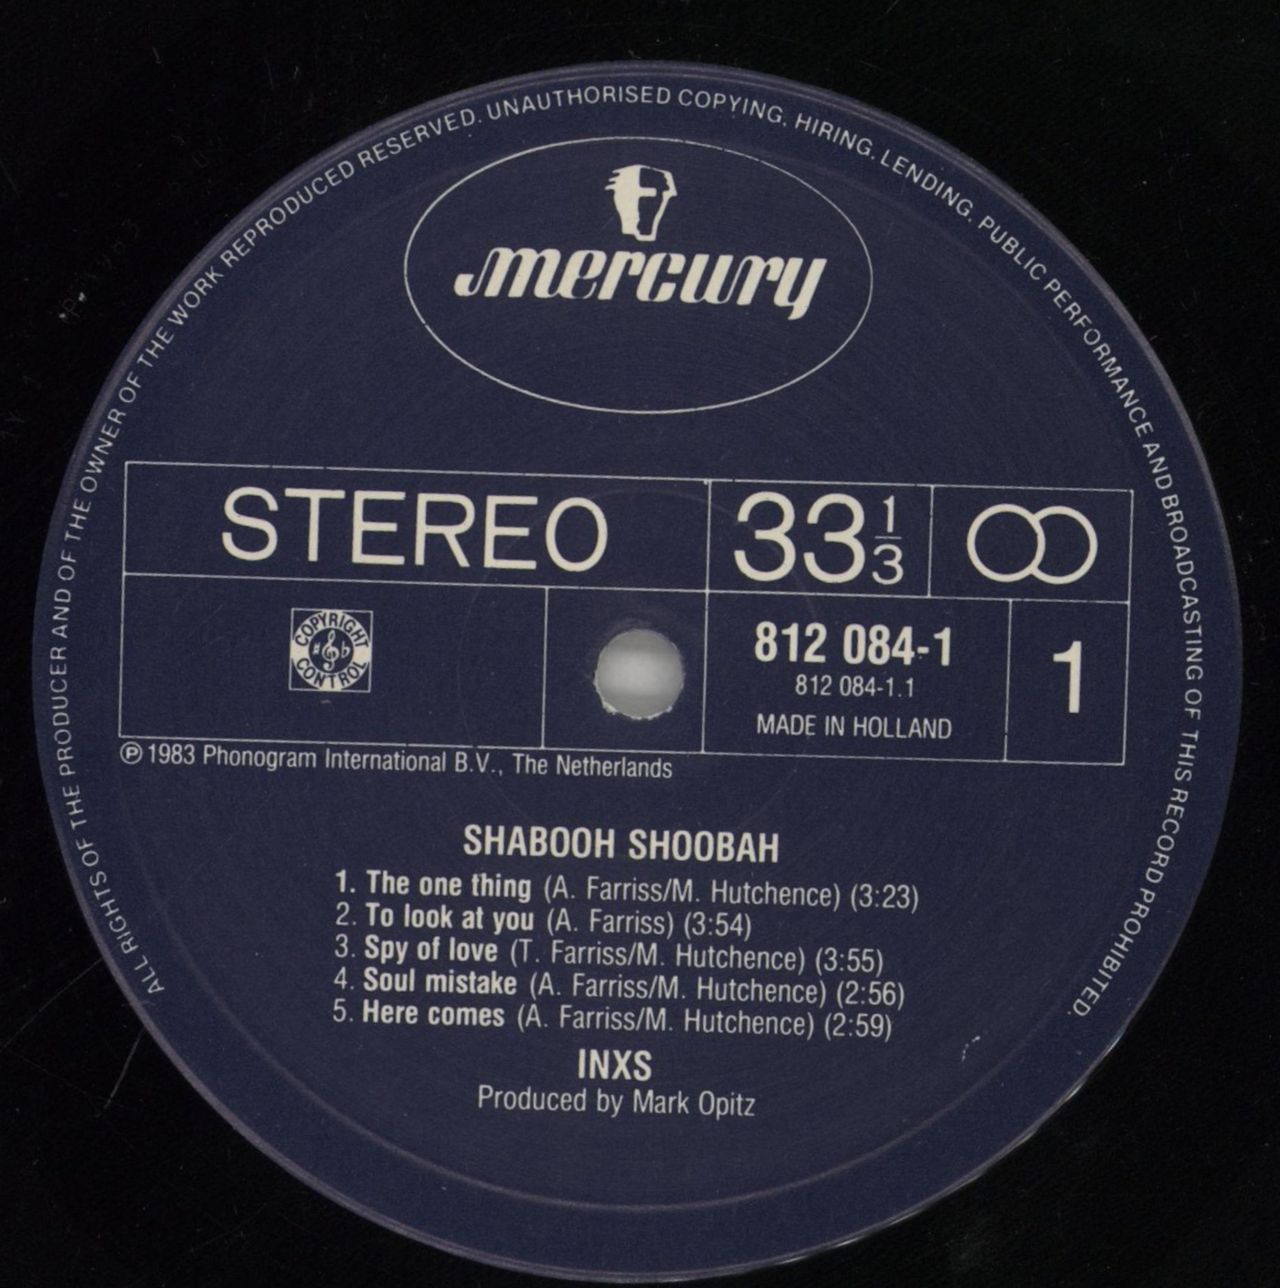 ALL RIGHTS OF THE PRODUCER AND OF THE OWNER OF THE WORK REPRODUCED RESERVED. UNAUTHORISED COPYING, HIRING, LENDING, PUBLIC PERFORMANCE AND BROADCASTING OF THIS RECORD PROHIBITED.
mercury
STEREO
33 1/3
COPYRIGHT CONTROL
812 084-1
812 084-1.1
MADE IN HOLLAND
1
℗ 1983 Phonogram International B.V., The Netherlands
SHABOOH SHOOBAH
1. The one thing (A. Farriss/M. Hutchence) (3:23)
2. To look at you (A. Farriss) (3:54)
3. Spy of love (T. Farriss/M. Hutchence) (3:55)
4. Soul mistake (A. Farriss/M. Hutchence) (2:56)
5. Here comes (A. Farriss/M. Hutchence) (2:59)
INXS
Produced by Mark Opitz